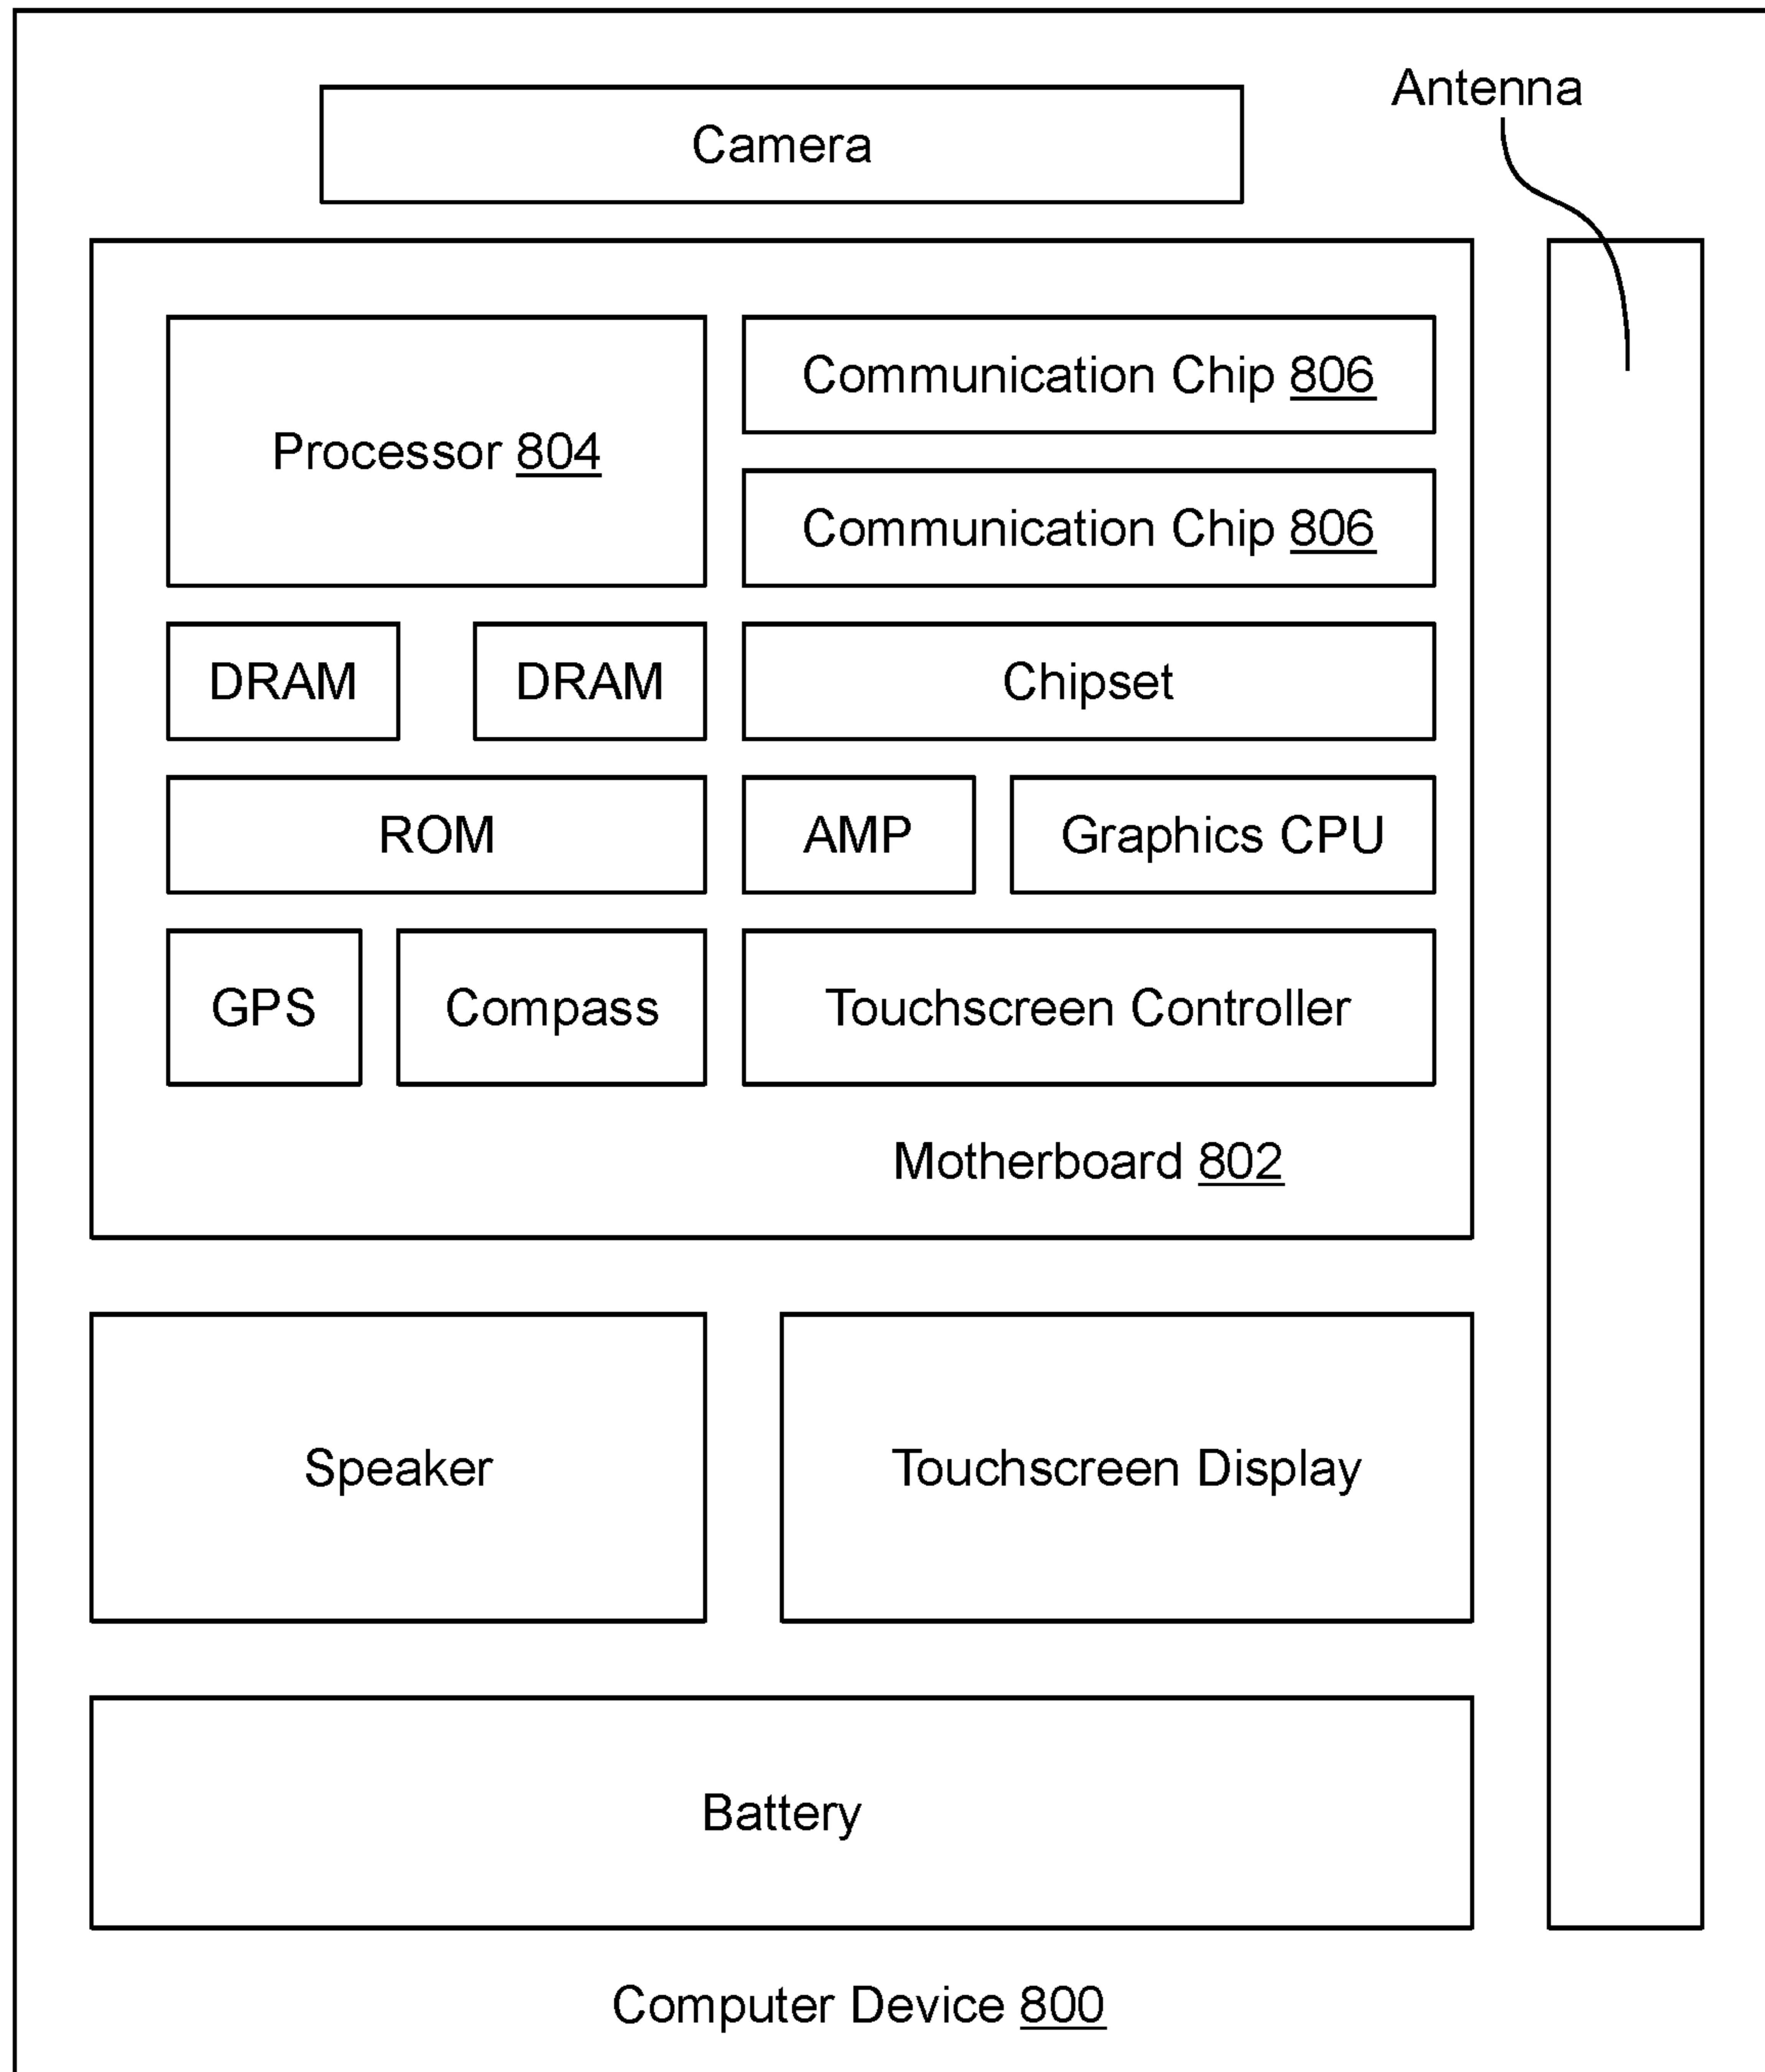 Antenna
Camera
Processor 804
Communication Chip 806
Communication Chip 806
DRAM
DRAM
Chipset
ROM
AMP
Graphics CPU
GPS
Compass
Touchscreen Controller
Motherboard 802
Speaker
Touchscreen Display
Battery
Computer Device 800